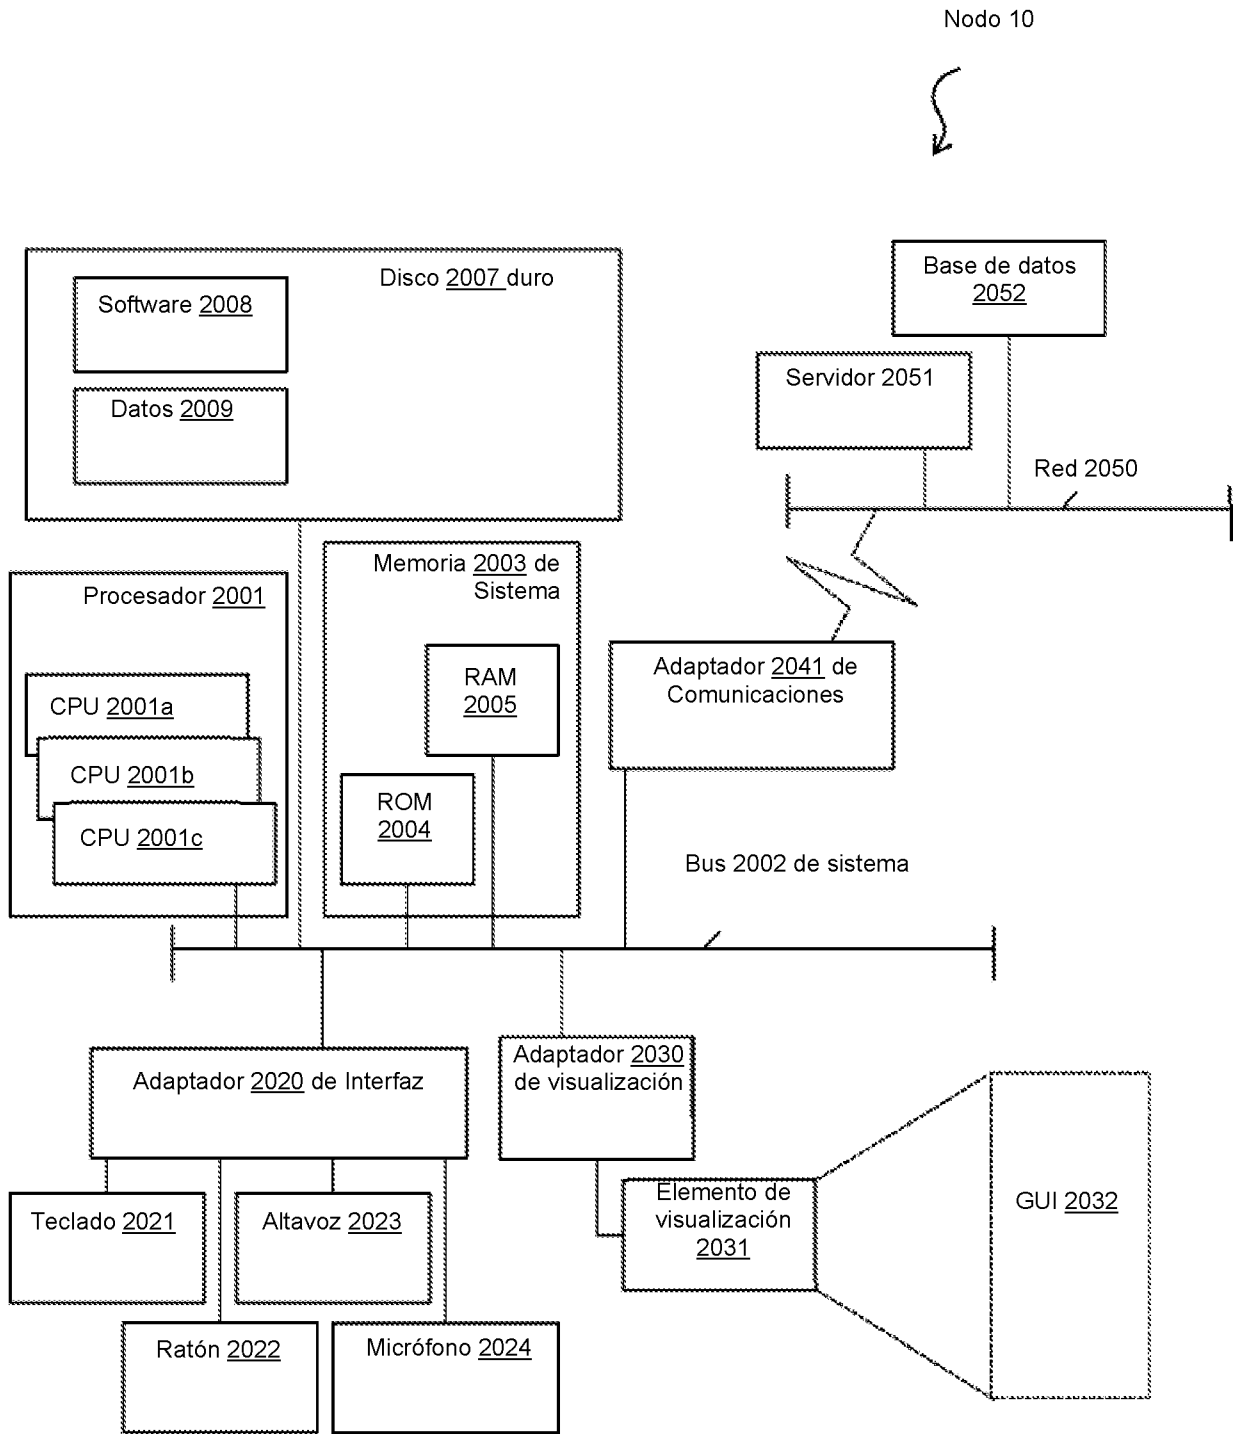 Nodo 10
Base de datos
2052
Disco 2007 duro
Software 2008
Servidor 2051
Datos 2009
Red 2050
Memoria 2003 de
Sistema
Procesador 2001
RAM
2005
Adaptador 2041 de
Comunicaciones
CPU 2001a
CPU 2001b
ROM
2004
CPU 2001c
Bus 2002 de sistema
Adaptador 2030
de visualización
Adaptador 2020 de Interfaz
Elemento de
visualización
2031
GUI 2032
Teclado 2021
Altavoz 2023
Ratón 2022
Micrófono 2024